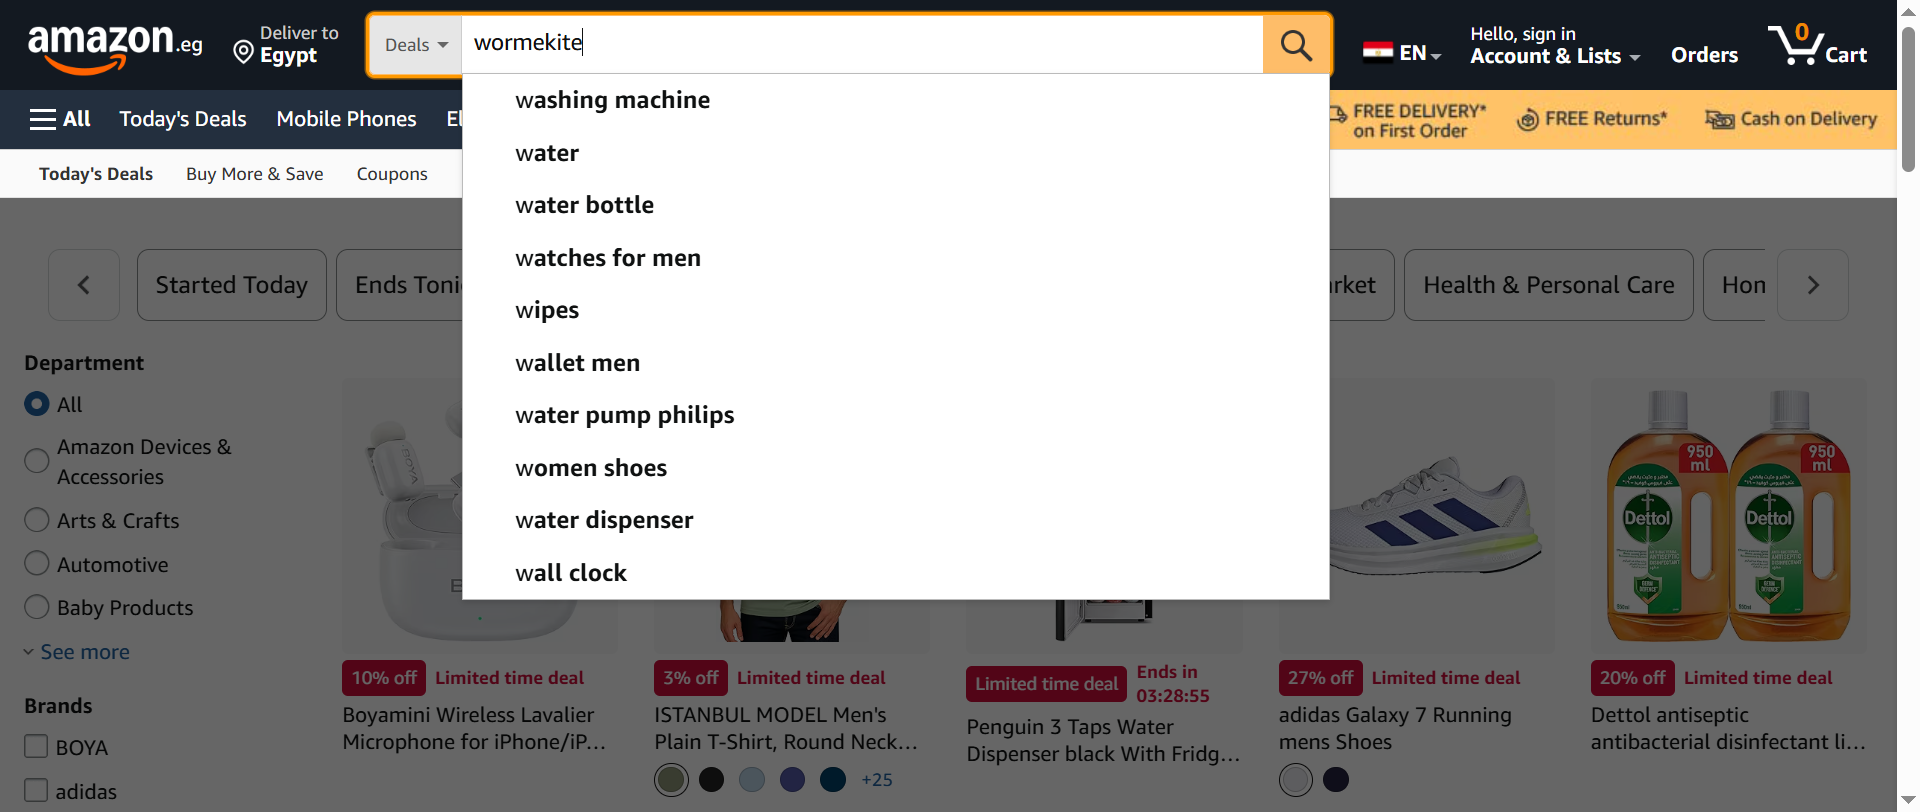 amazon.eg
Deliver to
Egypt
Deals
wormekite
EN
Hello, sign in
Account & Lists
Orders
0
Cart
All
Today's Deals
Mobile Phones
El
FREE DELIVERY*
on First Order
FREE Returns*
Cash on Delivery
Today's Deals
Buy More & Save
Coupons
washing machine
water
water bottle
watches for men
wipes
wallet men
water pump philips
women shoes
water dispenser
wall clock
Started Today
Ends Toni
rket
Health & Personal Care
Hon
Department
All
Amazon Devices &
Accessories
Arts & Crafts
Automotive
Baby Products
See more
Brands
BOYA
adidas
BOYA
950
ml
950
ml
Dettol
Dettol
10% off
Limited time deal
Boyamini Wireless Lavalier
Microphone for iPhone/iP...
3% off
Limited time deal
ISTANBUL MODEL Men's
Plain T-Shirt, Round Neck...
+25
Limited time deal
Ends in
03:28:55
Penguin 3 Taps Water
Dispenser black With Fridg...
27% off
Limited time deal
adidas Galaxy 7 Running
mens Shoes
20% off
Limited time deal
Dettol antiseptic
antibacterial disinfectant li...